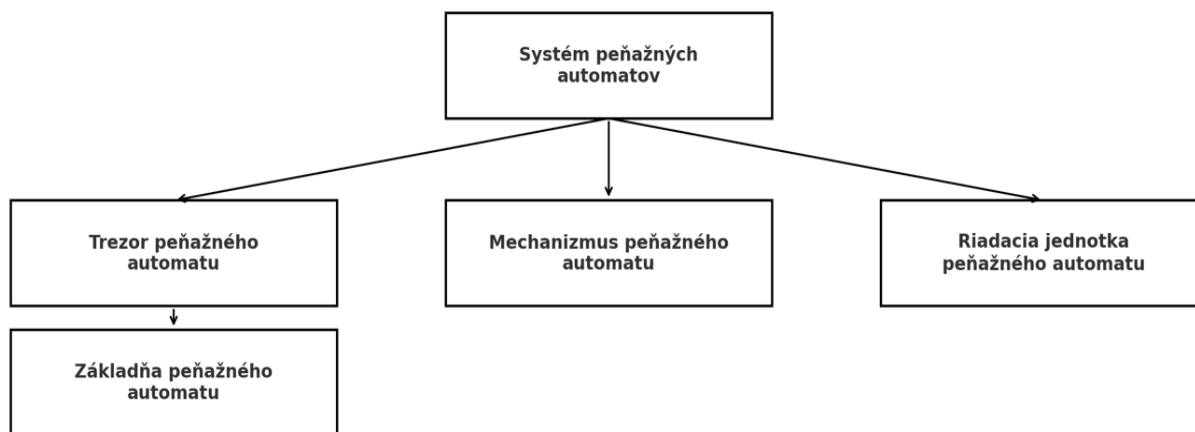 Systém peňažných
automatov
Trezor peňažného
automatu
Mechanizmus peňažného
automatu
Riadacia jednotka
peňažného automatu
Základňa peňažného
automatu